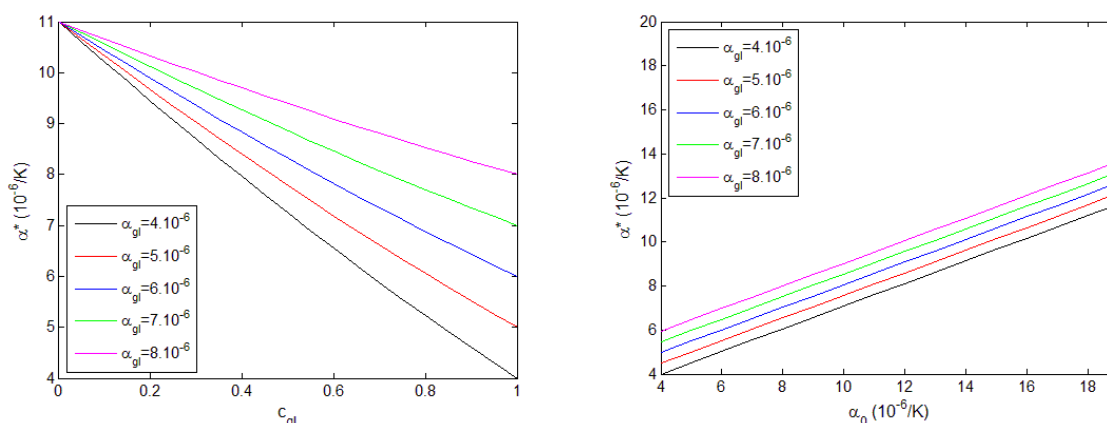 11
10
9
8
7
6
5
4
α* (10⁻⁶/K)
α_gl=4.10⁻⁶
α_gl=5.10⁻⁶
α_gl=6.10⁻⁶
α_gl=7.10⁻⁶
α_gl=8.10⁻⁶
0 0.2 0.4 0.6 0.8 1
c_gl
20
18
16
14
12
10
8
6
4
α* (10⁻⁶/K)
α_gl=4.10⁻⁶
α_gl=5.10⁻⁶
α_gl=6.10⁻⁶
α_gl=7.10⁻⁶
α_gl=8.10⁻⁶
4 6 8 10 12 14 16 18
α₀ (10⁻⁶/K)